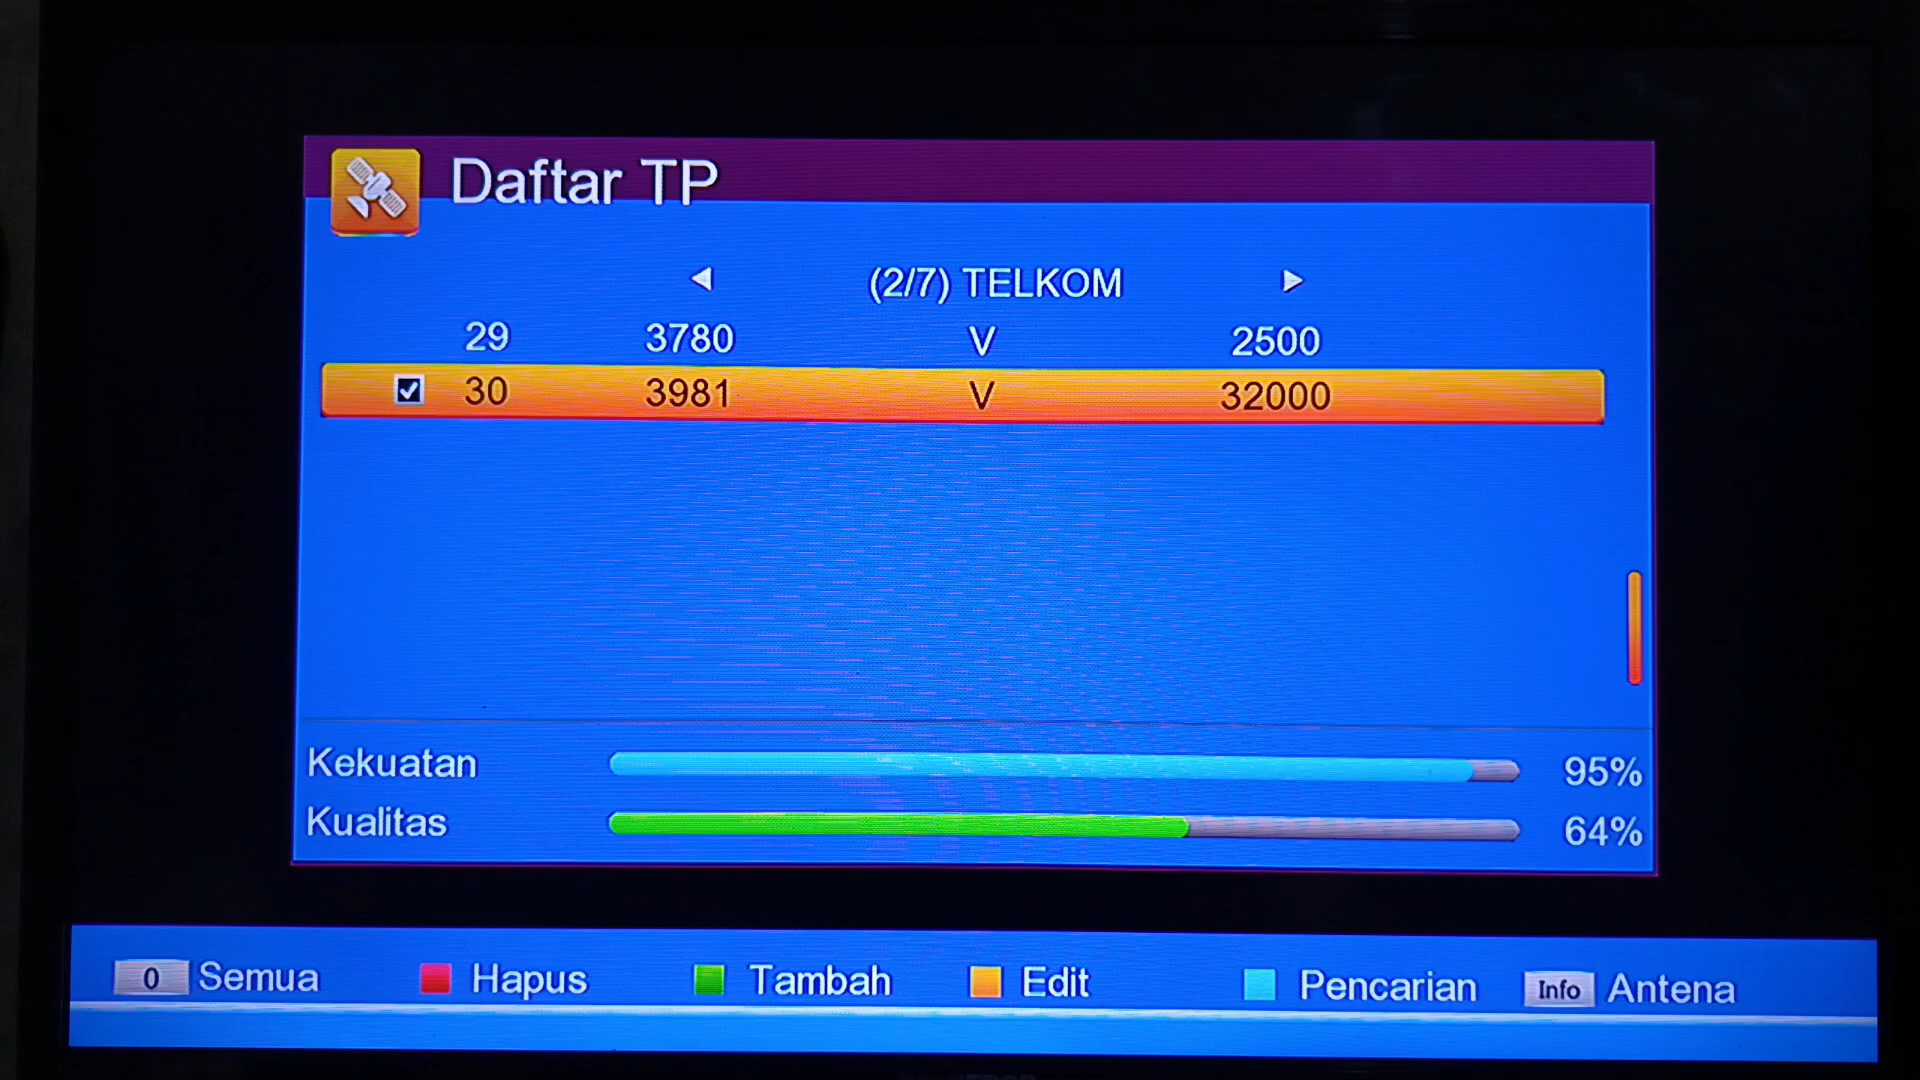 Daftar TP
(2/7) TELKOM
29 3780 V 2500
30 3981 V 32000
Kekuatan 95%
Kualitas 64%
0 Semua Hapus Tambah Edit Pencarian Info Antena